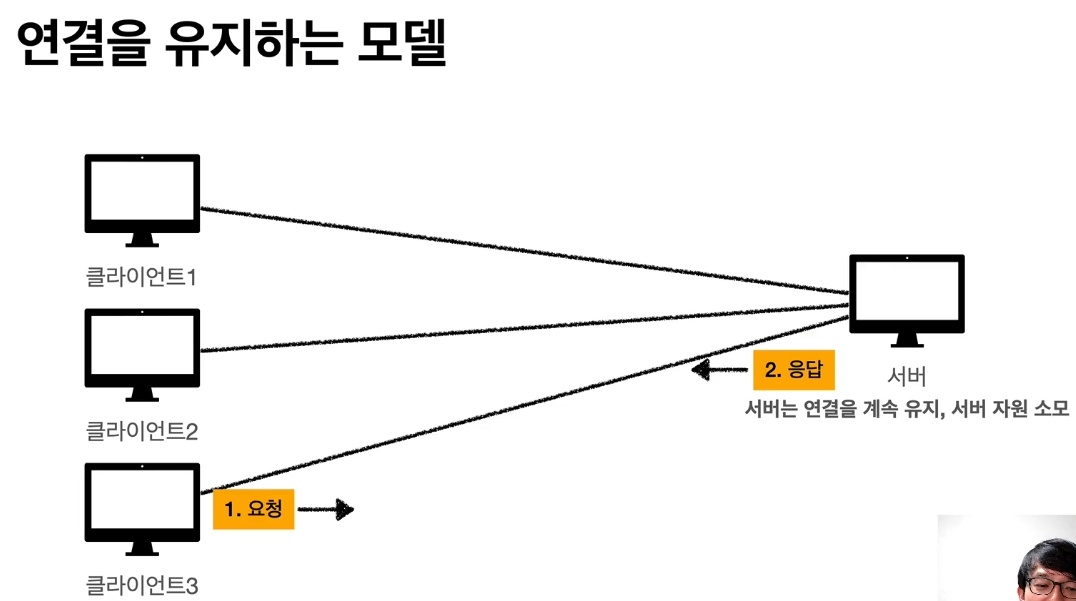 연결을 유지하는 모델
클라이언트1
클라이언트2
2. 응답
서버
서버는 연결을 계속 유지, 서버 자원 소모
1. 요청
클라이언트3